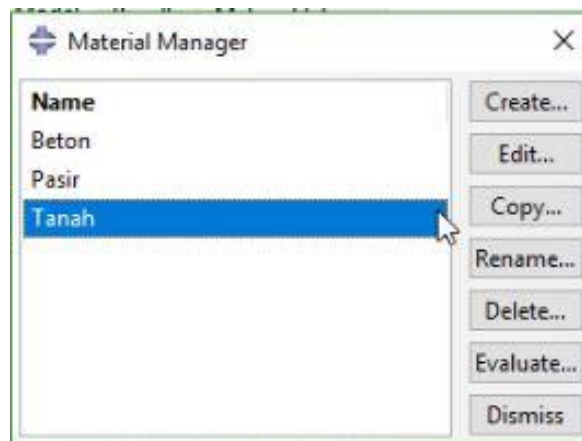 Material Manager
Name
Beton
Pasir
Tanah
Create...
Edit...
Copy...
Rename...
Delete...
Evaluate...
Dismiss